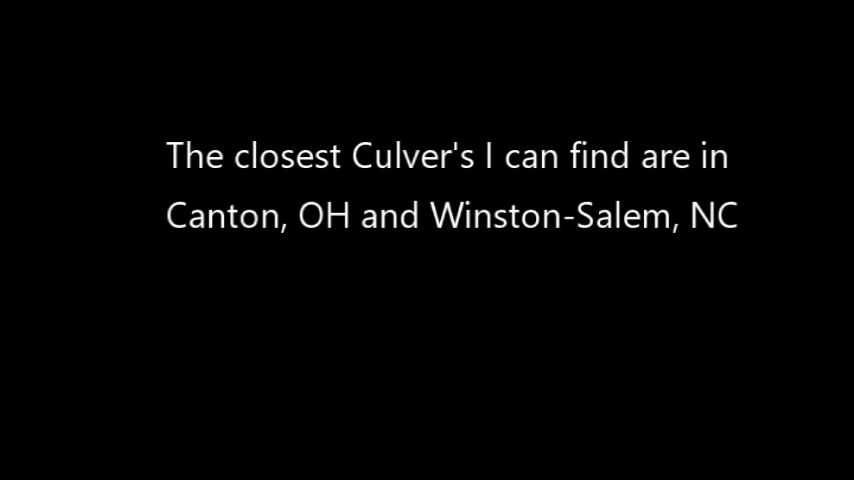 The closest Culver's I can find are in
Canton, OH and Winston-Salem, NC